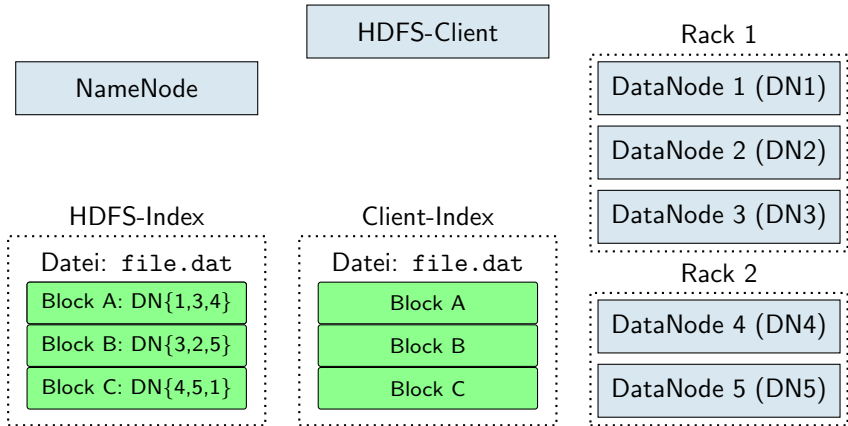 HDFS-Client
NameNode
HDFS-Index
Datei: file.dat
Block A: DN{1,3,4}
Block B: DN{3,2,5}
Block C: DN{4,5,1}
Client-Index
Datei: file.dat
Block A
Block B
Block C
Rack 1
DataNode 1 (DN1)
DataNode 2 (DN2)
DataNode 3 (DN3)
Rack 2
DataNode 4 (DN4)
DataNode 5 (DN5)